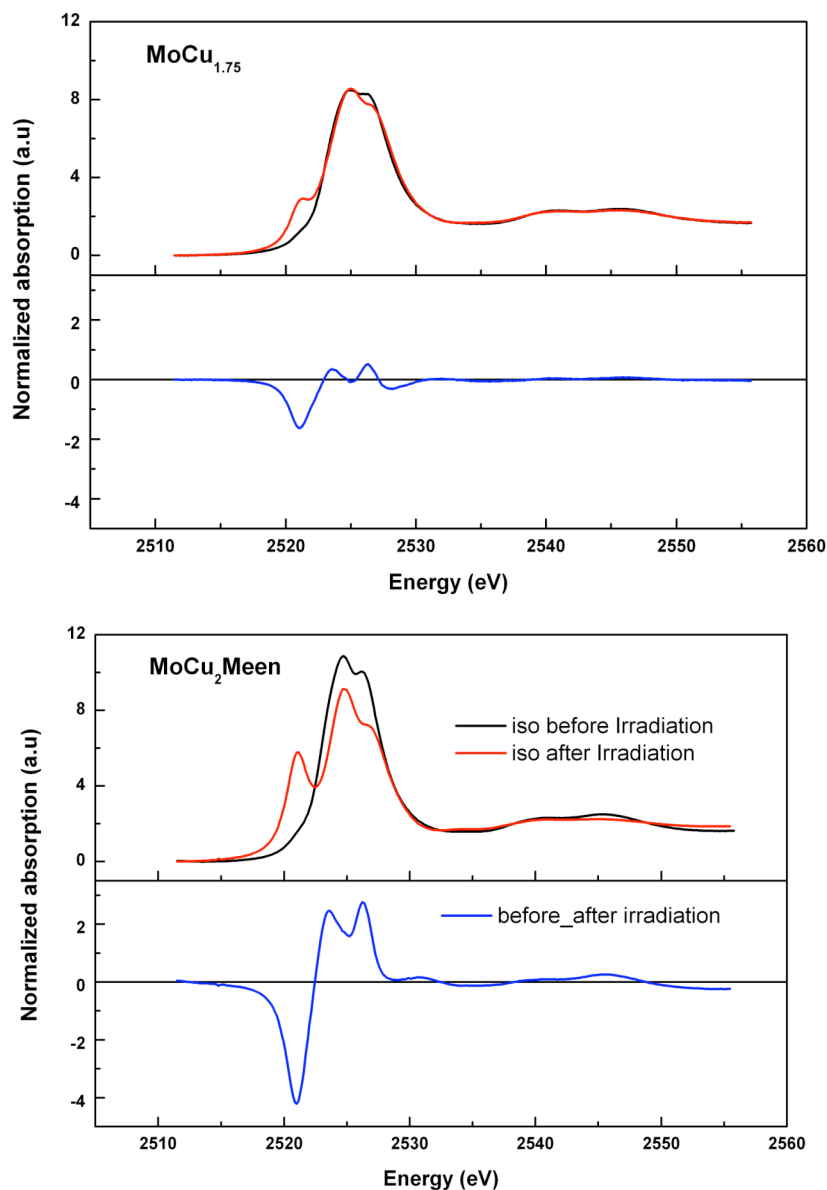 MoCu1.75
Normalized absorption (a.u)
12
8
4
0
2
0
-2
-4
2510 2520 2530 2540 2550 2560
Energy (eV)
MoCu2Meen
iso before Irradiation
iso after Irradiation
before_after irradiation
Normalized absorption (a.u)
12
8
4
0
2
0
-2
-4
2510 2520 2530 2540 2550 2560
Energy (eV)